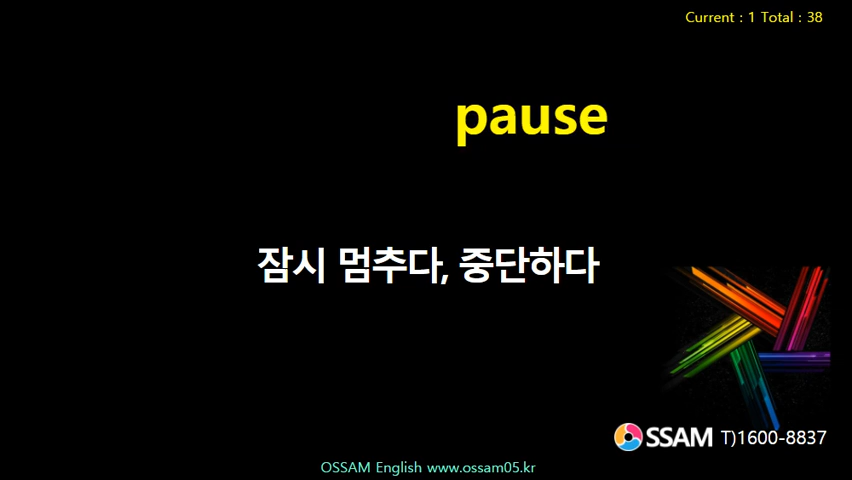 Current : 1 Total : 38
pause
잠시 멈추다, 중단하다
OSSAM T)1600-8837
OSSAM English www.ossam05.kr